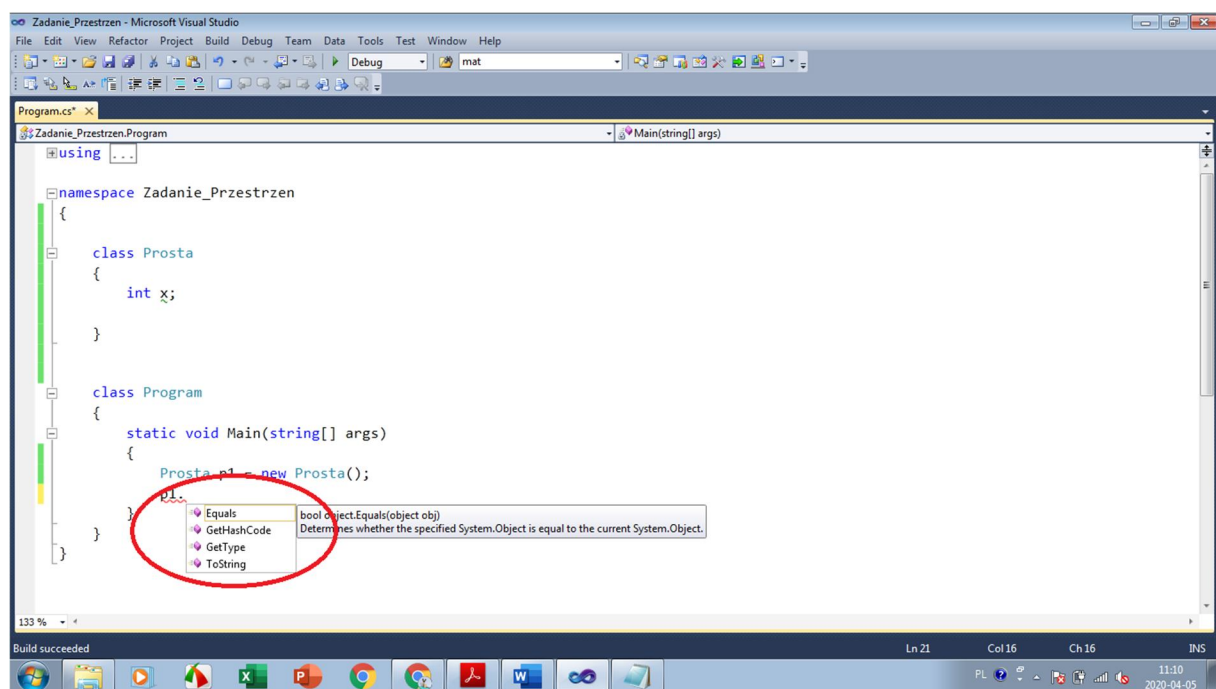 Zadanie_Przestrzen - Microsoft Visual Studio
File Edit View Refactor Project Build Debug Team Data Tools Test Window Help
Debug mat
Program.cs* ×
Zadanie_Przestrzen.Program Main(string[] args)
using ...
namespace Zadanie_Przestrzen
{
class Prosta
{
int x;
}
class Program
{
static void Main(string[] args)
{
Prosta p1 = new Prosta();
p1.
} Equals bool object.Equals(object obj)
} GetHashCode Determines whether the specified System.Object is equal to the current System.Object.
GetType
} ToString
133 %
Build succeeded Ln 21 Col 16 Ch 16 INS
PL 11:10
2020-04-05